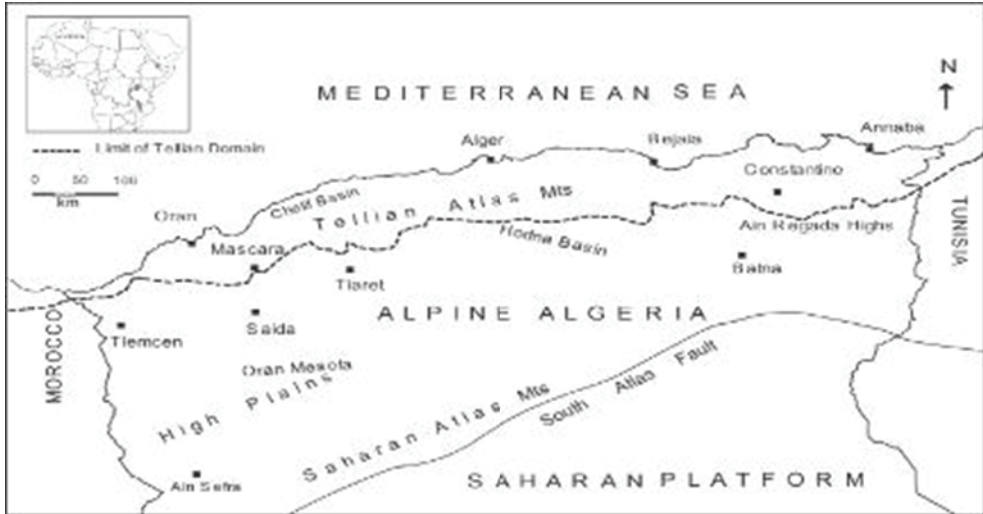 MEDITERRANEAN SEA
N
Limit of Tellian Domain
0 50 100
km
Alger
Bejaia
Annaba
Constantino
Chelif Basin
Tellian Atlas Mts
Oran
Mascara
Hodna Basin
Ain Regada Highs
TUNISIA
Tiaret
Batna
ALPINE ALGERIA
MOROCCO
Tlemcen
Saida
Oran Meseta
High Plains
Saharan Atlas Mts
South Atlas Fault
Ain Sefra
SAHARAN PLATFORM